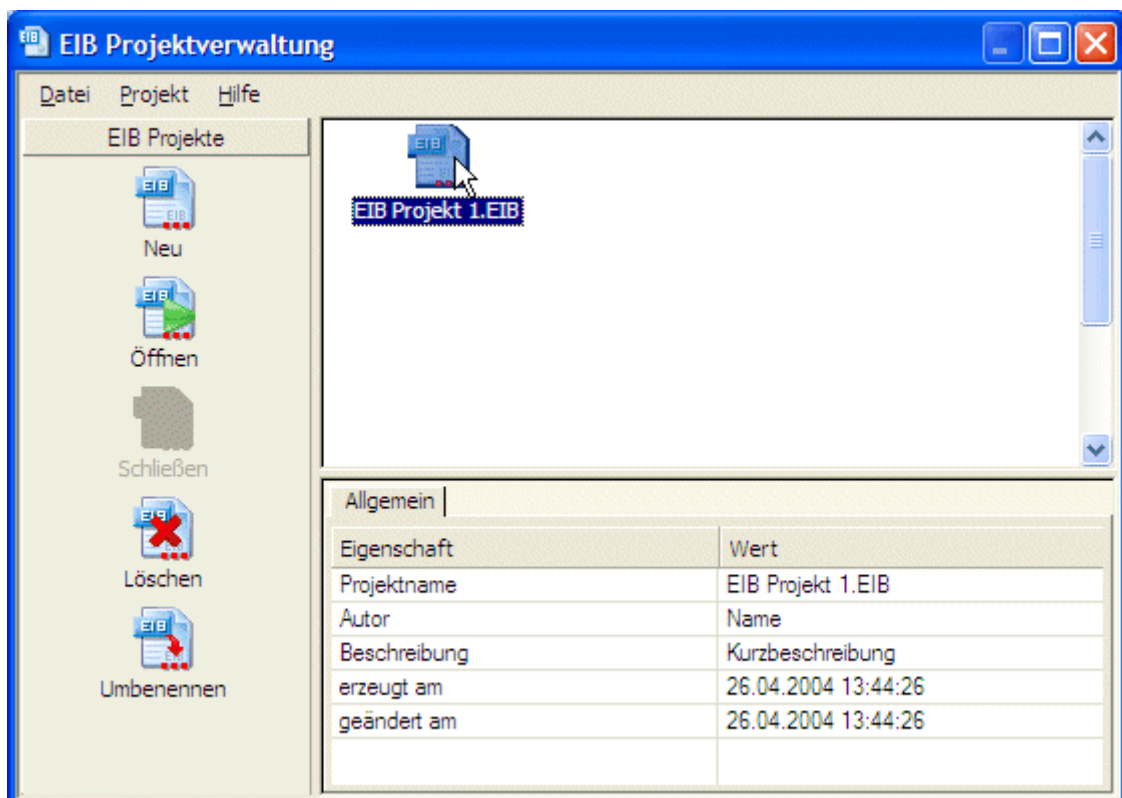 EIB Projektverwaltung
Datei Projekt Hilfe
EIB Projekte
Neu
Öffnen
Schließen
Löschen
Umbenennen
EIB Projekt 1.EIB
Allgemein
Eigenschaft Wert
Projektname EIB Projekt 1.EIB
Autor Name
Beschreibung Kurzbeschreibung
erzeugt am 26.04.2004 13:44:26
geändert am 26.04.2004 13:44:26